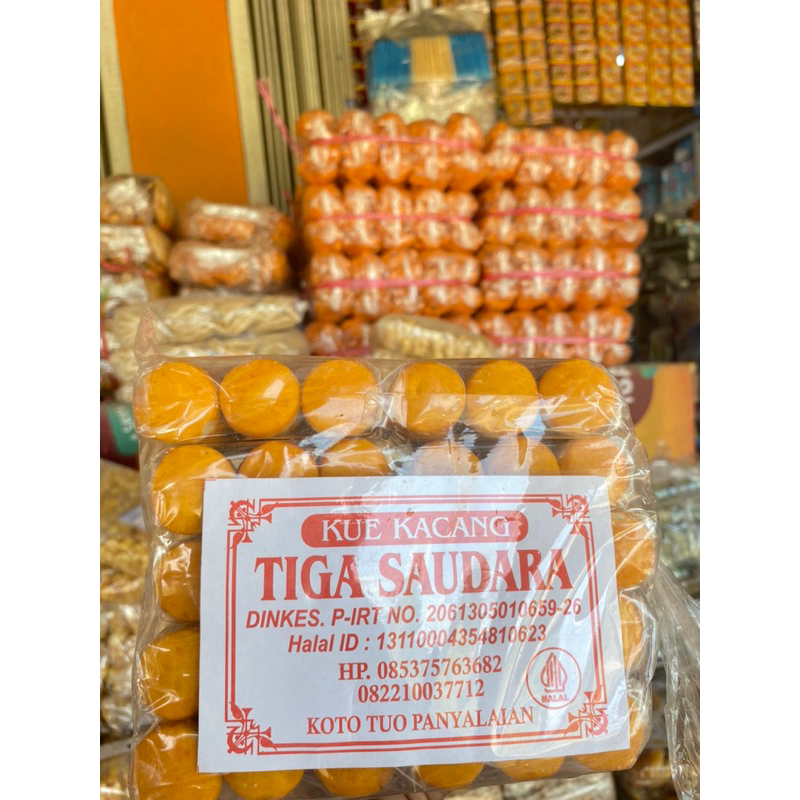 KUE KACANG
TIGA SAUDARA
DINKES. P-IRT NO. 2061305010659-26
Halal ID : 13110004354810623
HP. 085375763682
082210037712
HALAL
KOTO TUO PANYALAIAN